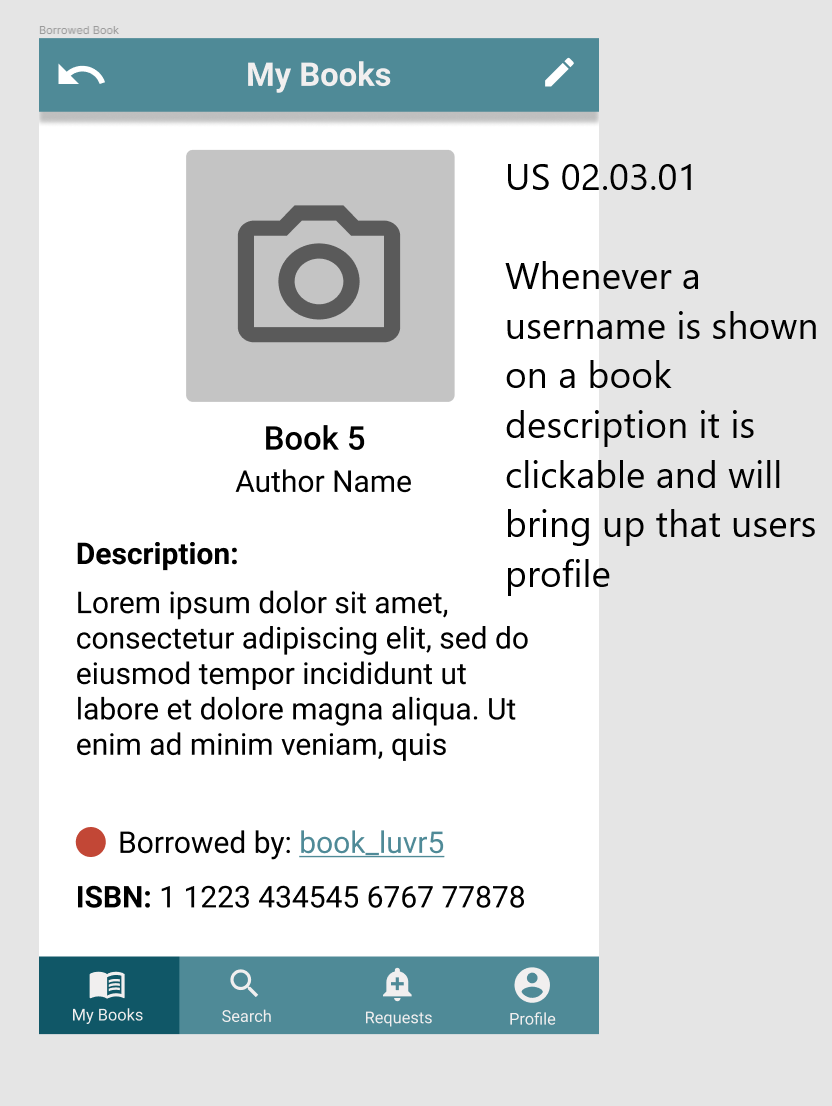 Borrowed Book
My Books
US 02.03.01
Whenever a
username is shown
on a book
description it is
clickable and will
bring up that users
profile
Book 5
Author Name
Description:
Lorem ipsum dolor sit amet,
consectetur adipiscing elit, sed do
eiusmod tempor incididunt ut
labore et dolore magna aliqua. Ut
enim ad minim veniam, quis
Borrowed by: book_luvr5
ISBN: 1 1223 434545 6767 77878
My Books
Search
Requests
Profile